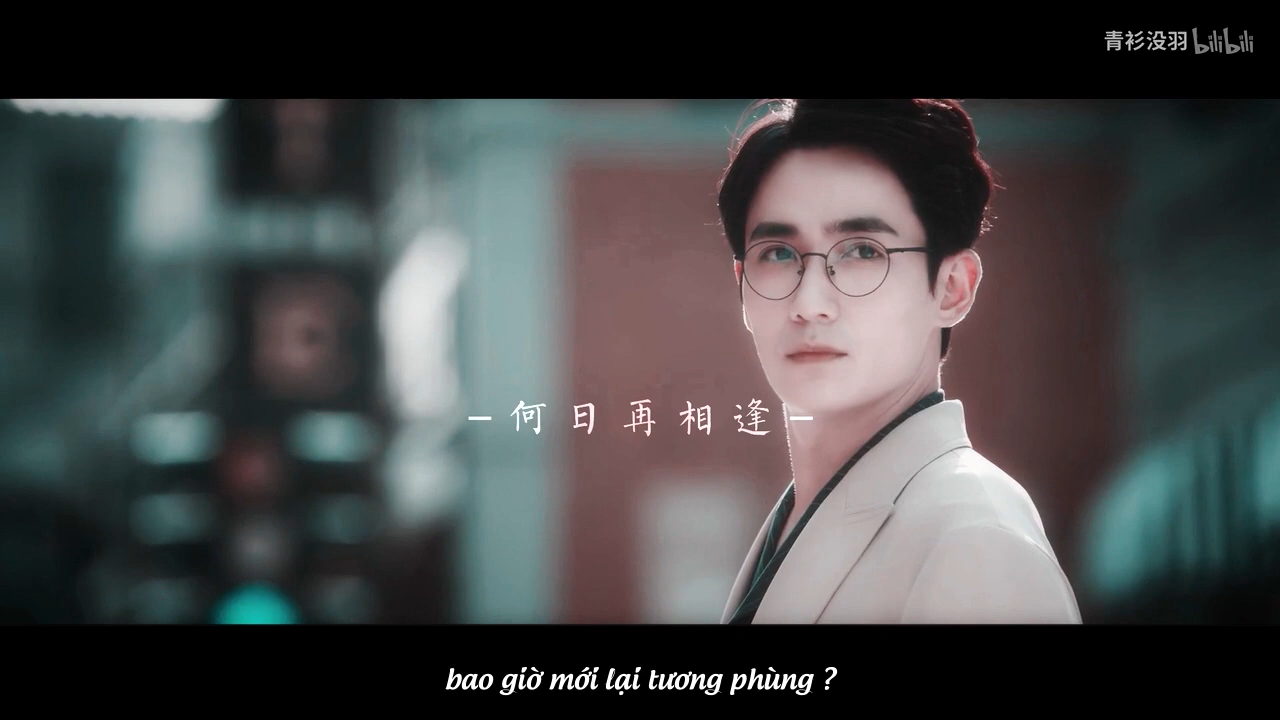 青衫没羽 bilibili
— 何日再相逢 —
bao giờ mới lại tương phùng ?